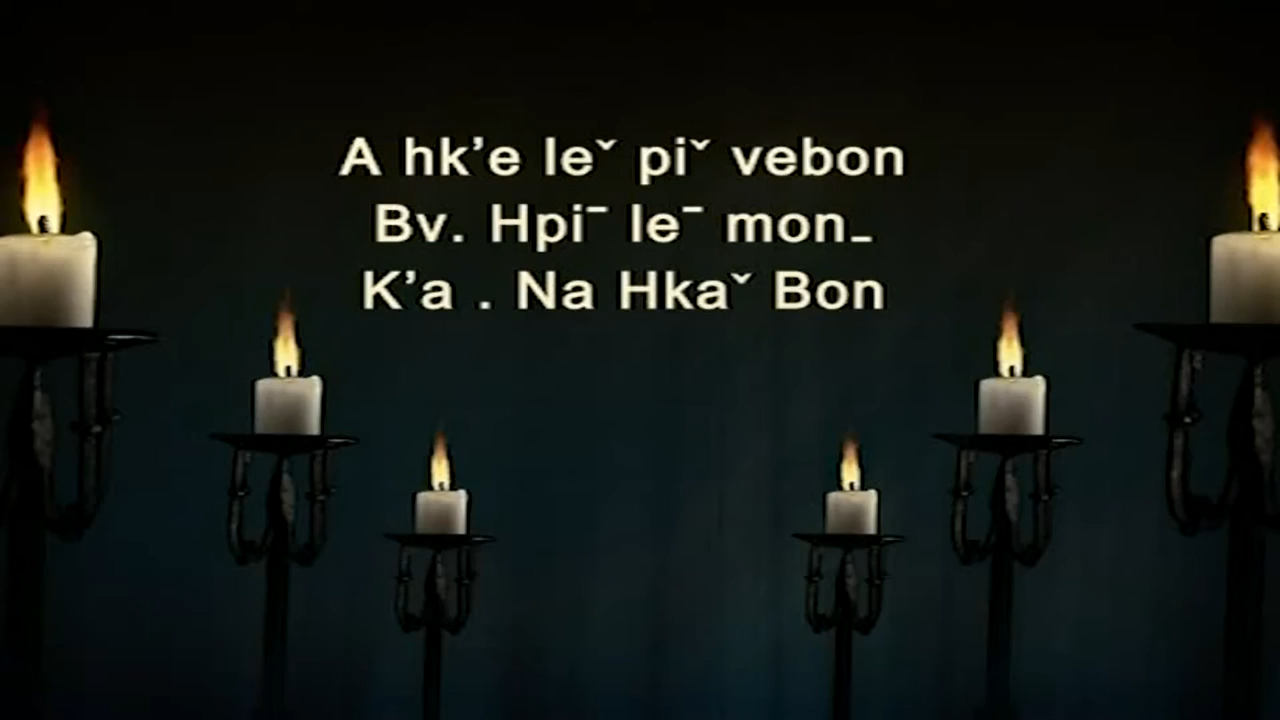 A hk’e leˇ piˇ vebon
Bv. Hpi¯ le¯ mon_
K’a . Na Hkaˇ Bon